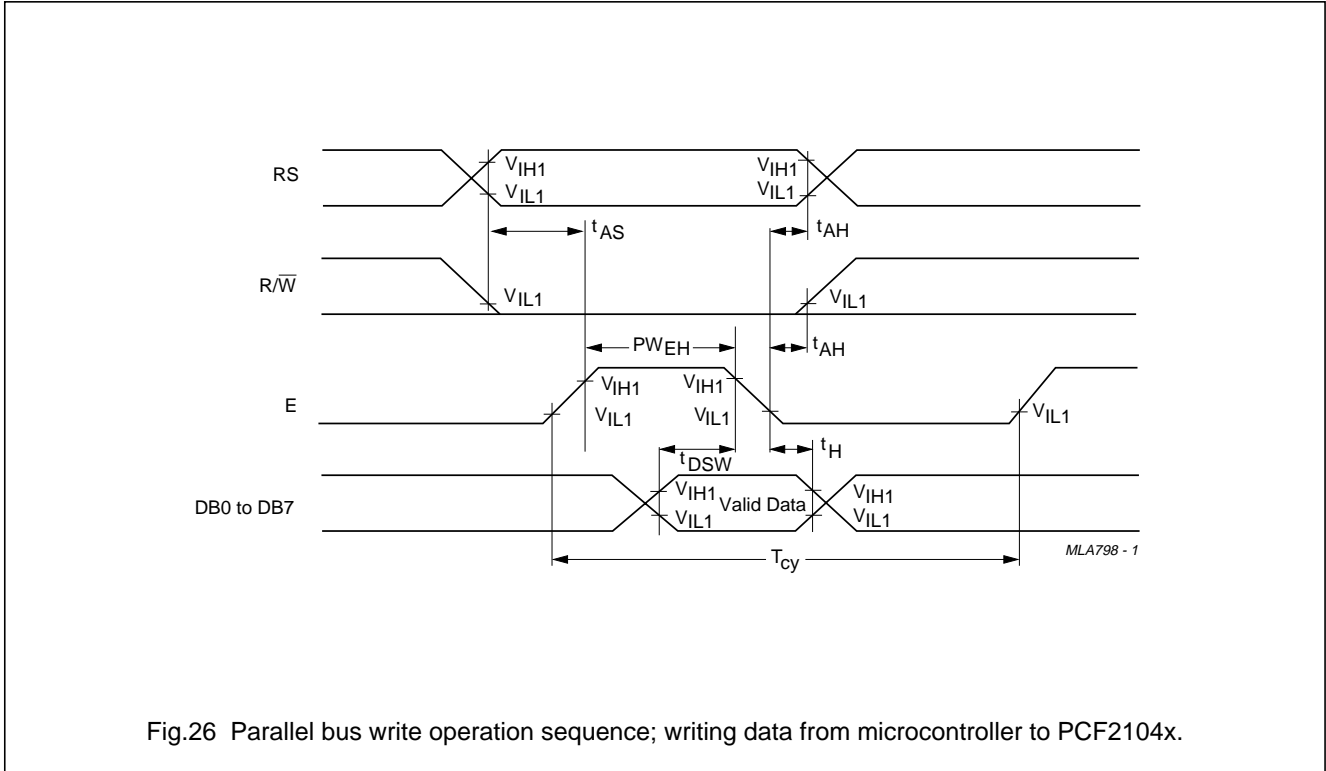 RS
VIH1 VIH1
VIL1 VIL1
tAS tAH
R/W̅
VIL1 VIL1
PWEH tAH
E
VIH1 VIH1
VIL1 VIL1 VIL1
tDSW tH
DB0 to DB7
VIH1 Valid Data VIH1
VIL1 VIL1
Tcy
MLA798 - 1
Fig.26 Parallel bus write operation sequence; writing data from microcontroller to PCF2104x.